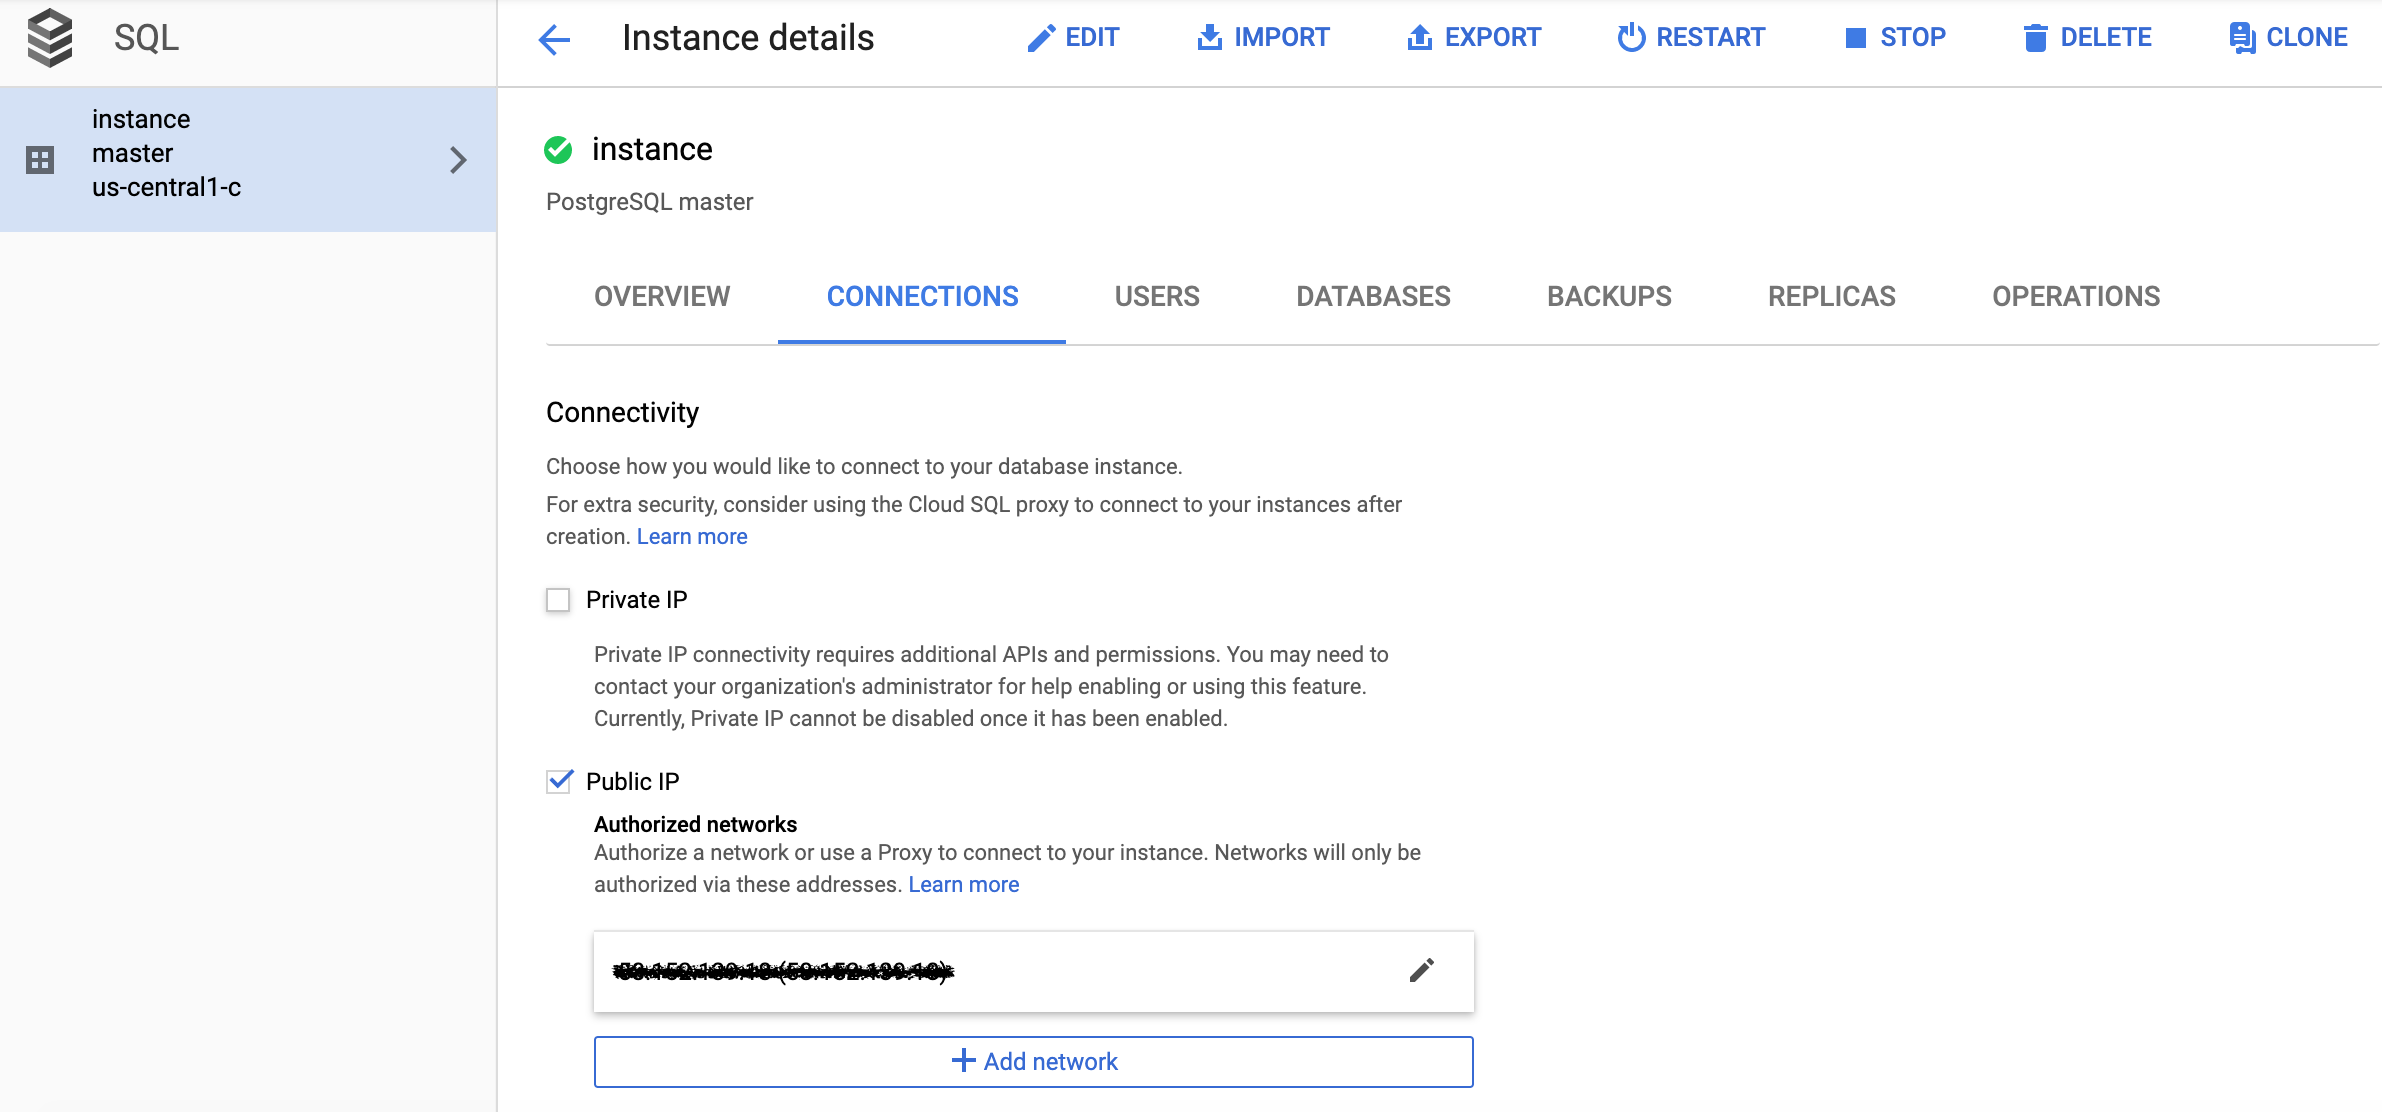 SQL
Instance details
EDIT
IMPORT
EXPORT
RESTART
STOP
DELETE
CLONE
instance
master
us-central1-c
instance
PostgreSQL master
OVERVIEW
CONNECTIONS
USERS
DATABASES
BACKUPS
REPLICAS
OPERATIONS
Connectivity
Choose how you would like to connect to your database instance.
For extra security, consider using the Cloud SQL proxy to connect to your instances after
creation. Learn more
Private IP
Private IP connectivity requires additional APIs and permissions. You may need to
contact your organization's administrator for help enabling or using this feature.
Currently, Private IP cannot be disabled once it has been enabled.
Public IP
Authorized networks
Authorize a network or use a Proxy to connect to your instance. Networks will only be
authorized via these addresses. Learn more
Add network